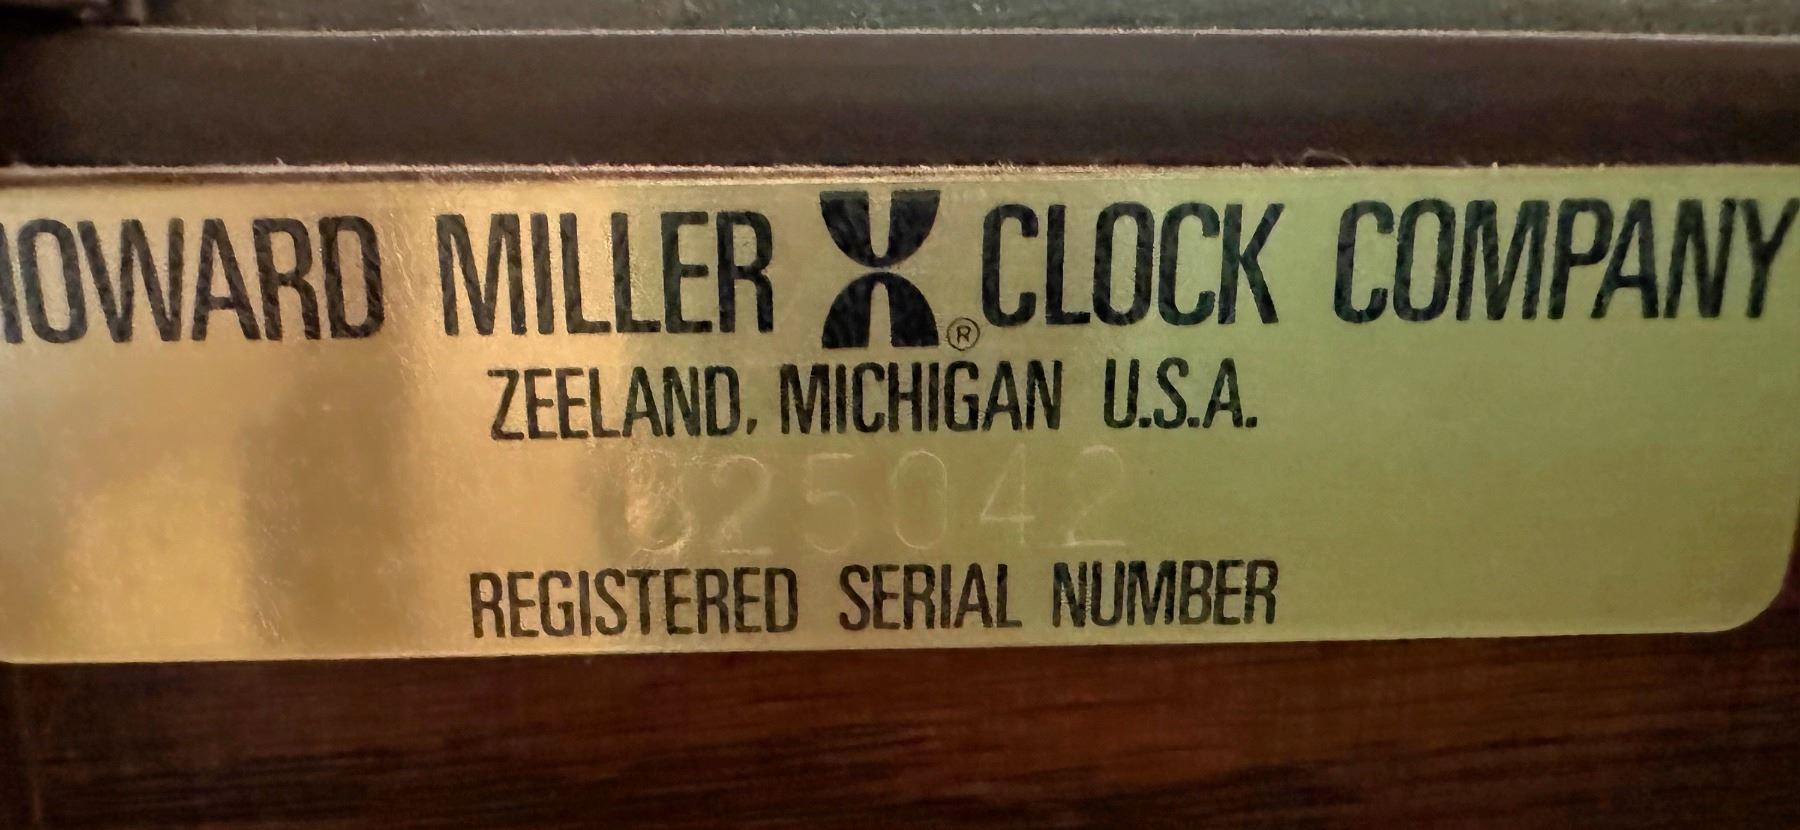 HOWARD MILLER ® CLOCK COMPANY
ZEELAND, MICHIGAN U.S.A.
REGISTERED SERIAL NUMBER